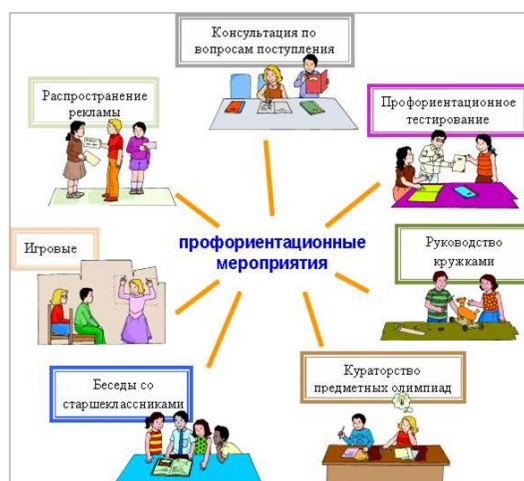 Консультация по
вопросам поступления
Распространение
рекламы
Профориентационное
тестирование
профориентационные
мероприятия
Игровые
Руководство
кружками
Беседы со
старшеклассниками
Кураторство
предметных олимпиад